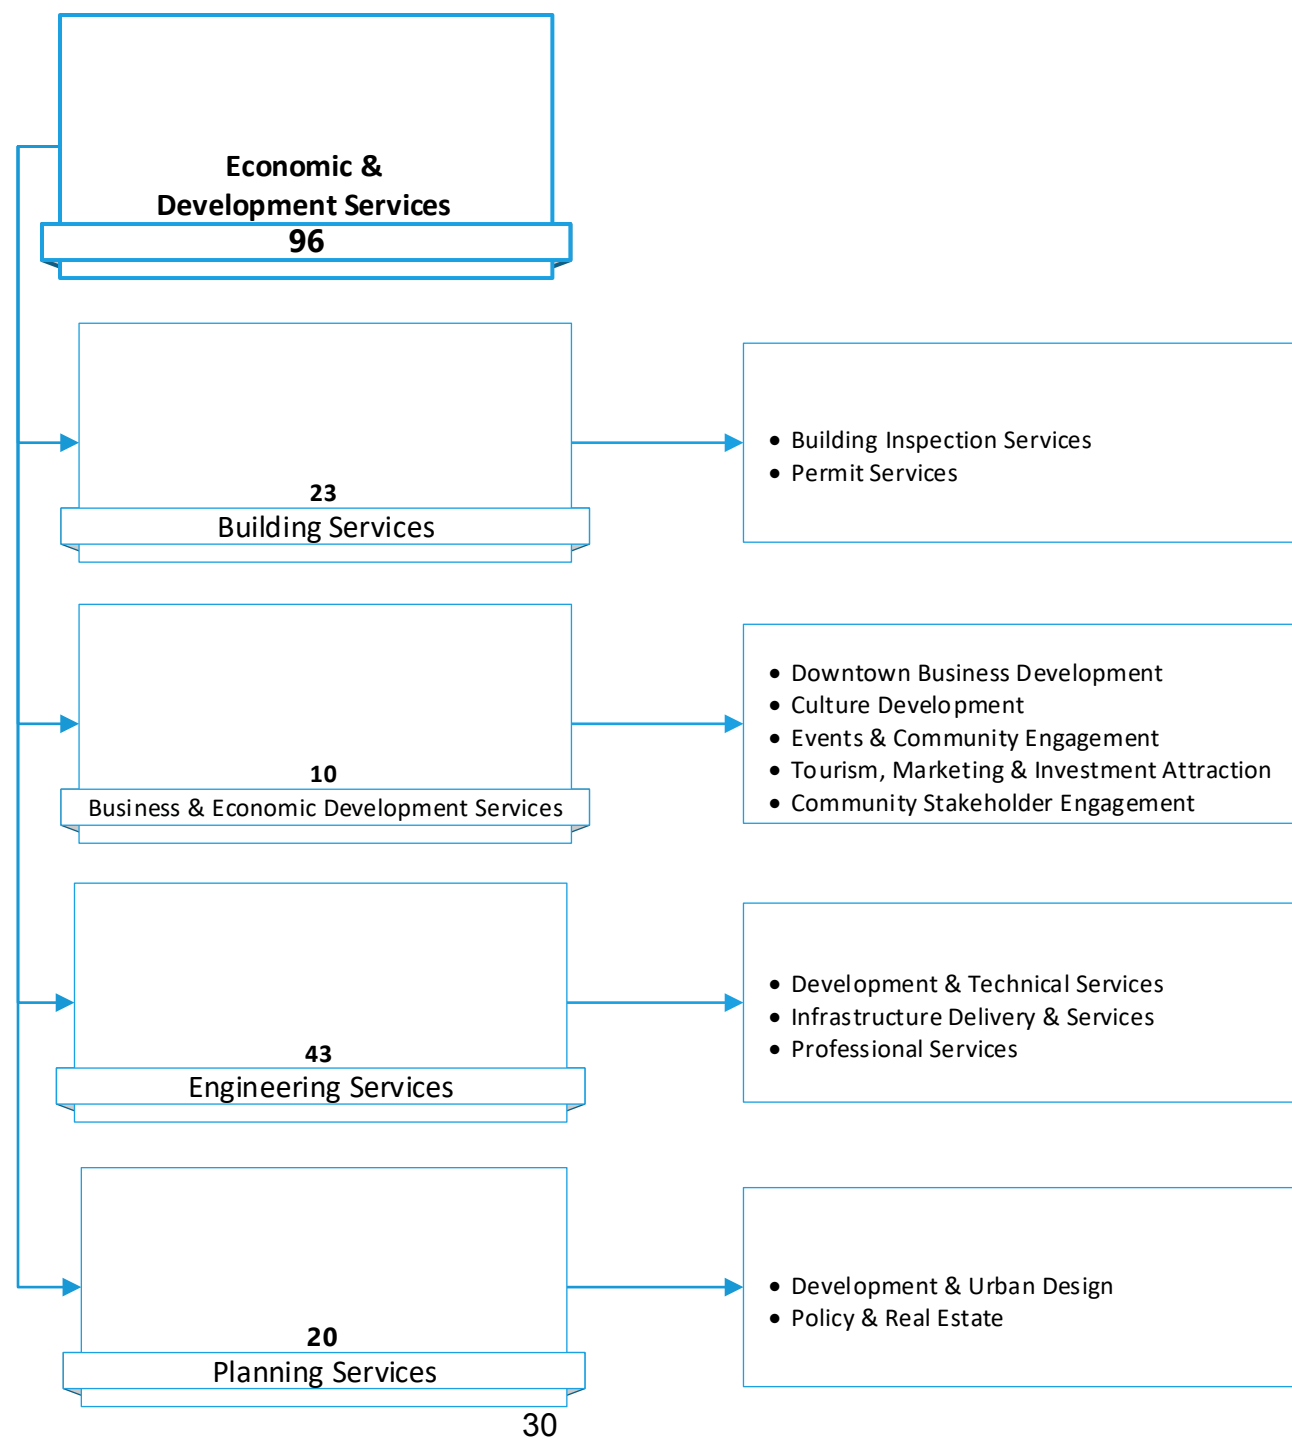 Economic &
Development Services
96
23
Building Services
• Building Inspection Services
• Permit Services
10
Business & Economic Development Services
• Downtown Business Development
• Culture Development
• Events & Community Engagement
• Tourism, Marketing & Investment Attraction
• Community Stakeholder Engagement
43
Engineering Services
• Development & Technical Services
• Infrastructure Delivery & Services
• Professional Services
20
Planning Services
• Development & Urban Design
• Policy & Real Estate
30